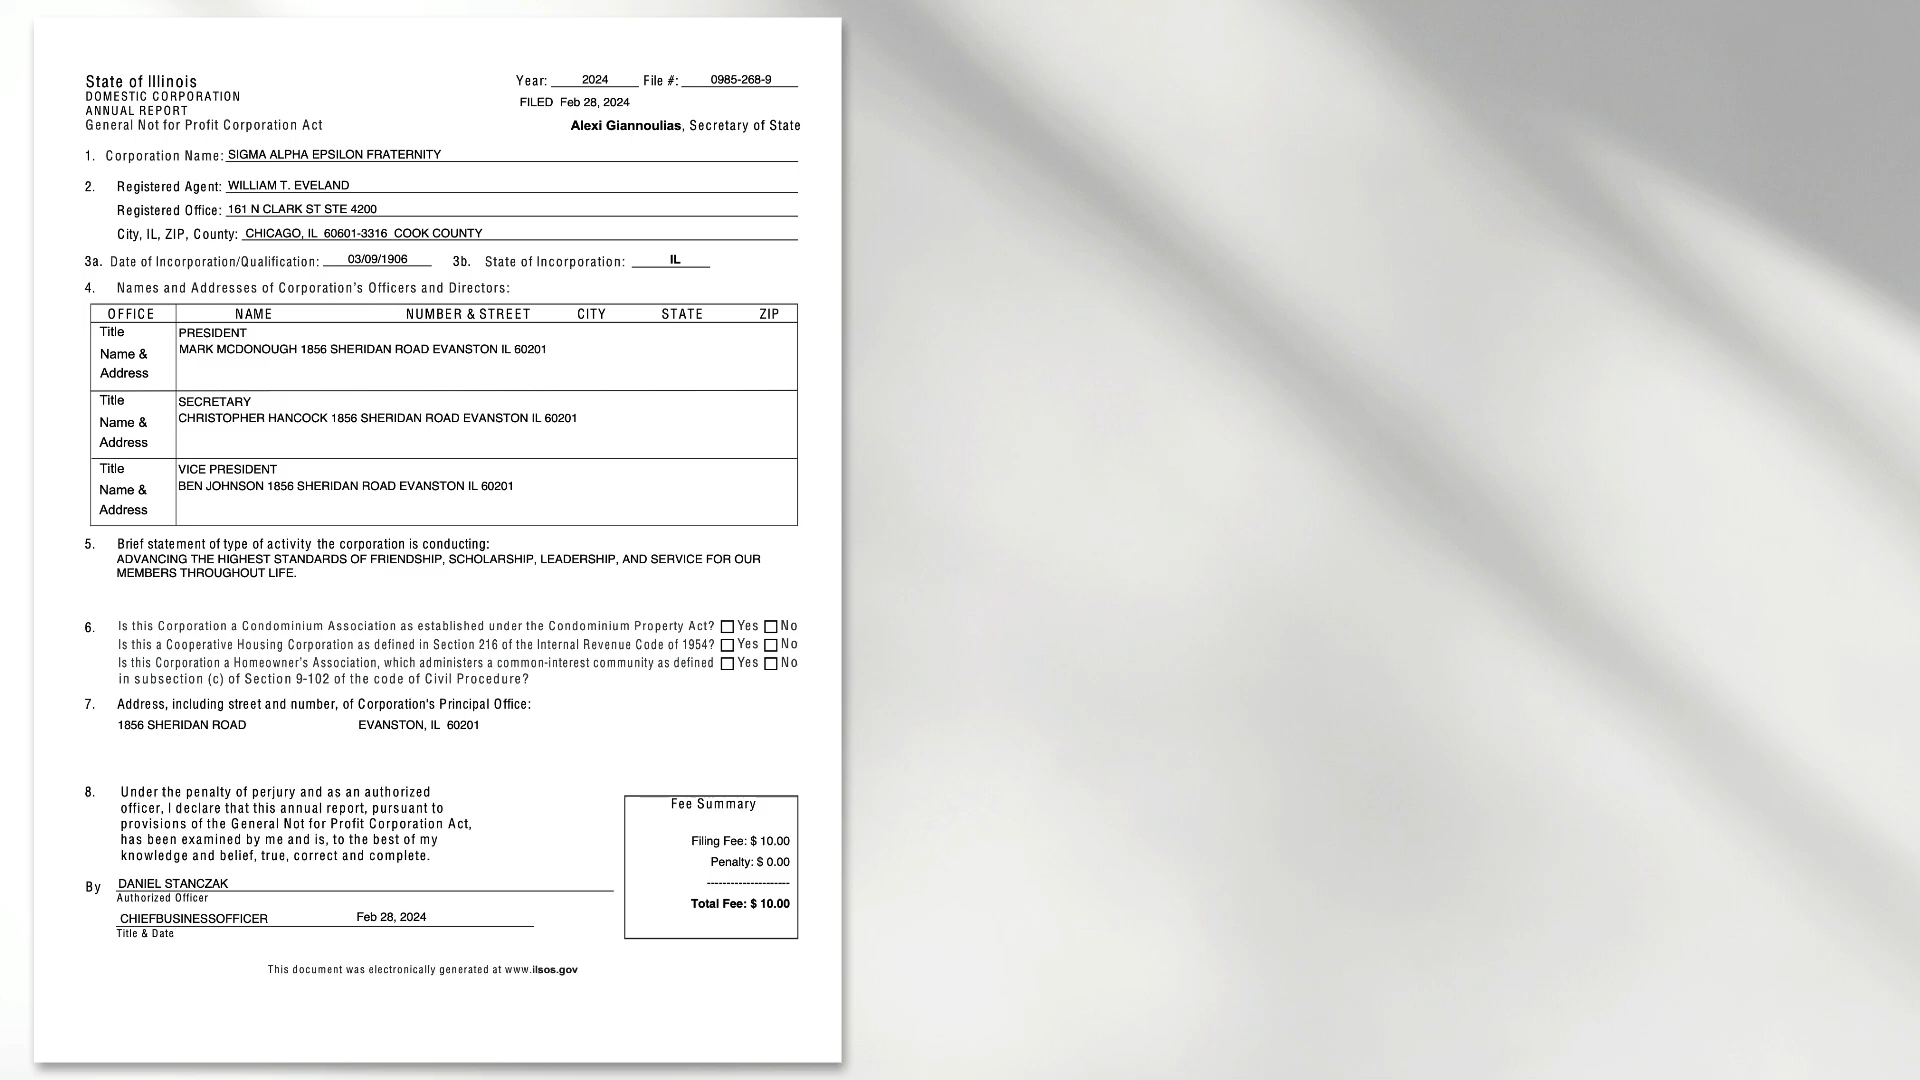 State of Illinois
DOMESTIC CORPORATION
ANNUAL REPORT
General Not for Profit Corporation Act
Year: 2024 File #: 0985-268-9
FILED Feb 28, 2024
Alexi Giannoulias, Secretary of State
1. Corporation Name: SIGMA ALPHA EPSILON FRATERNITY
2. Registered Agent: WILLIAM T. EVELAND
Registered Office: 161 N CLARK ST STE 4200
City, IL, ZIP, County: CHICAGO, IL 60601-3316 COOK COUNTY
3a. Date of Incorporation/Qualification: 03/09/1906 3b. State of Incorporation: IL
4. Names and Addresses of Corporation's Officers and Directors:
OFFICE NAME NUMBER & STREET CITY STATE ZIP
Title PRESIDENT
Name & MARK MCDONOUGH 1856 SHERIDAN ROAD EVANSTON IL 60201
Address
Title SECRETARY
Name & CHRISTOPHER HANCOCK 1856 SHERIDAN ROAD EVANSTON IL 60201
Address
Title VICE PRESIDENT
Name & BEN JOHNSON 1856 SHERIDAN ROAD EVANSTON IL 60201
Address
5. Brief statement of type of activity the corporation is conducting:
ADVANCING THE HIGHEST STANDARDS OF FRIENDSHIP, SCHOLARSHIP, LEADERSHIP, AND SERVICE FOR OUR
MEMBERS THROUGHOUT LIFE.
6. Is this Corporation a Condominium Association as established under the Condominium Property Act? Yes No
Is this a Cooperative Housing Corporation as defined in Section 216 of the Internal Revenue Code of 1954? Yes No
Is this Corporation a Homeowner's Association, which administers a common-interest community as defined Yes No
in subsection (c) of Section 9-102 of the code of Civil Procedure?
7. Address, including street and number, of Corporation's Principal Office:
1856 SHERIDAN ROAD EVANSTON, IL 60201
8. Under the penalty of perjury and as an authorized
officer, I declare that this annual report, pursuant to
provisions of the General Not for Profit Corporation Act,
has been examined by me and is, to the best of my
knowledge and belief, true, correct and complete.
By DANIEL STANCZAK
Authorized Officer
CHIEFBUSINESSOFFICER Feb 28, 2024
Title & Date
Fee Summary
Filing Fee: $ 10.00
Penalty: $ 0.00
---------------------
Total Fee: $ 10.00
This document was electronically generated at www.ilsos.gov